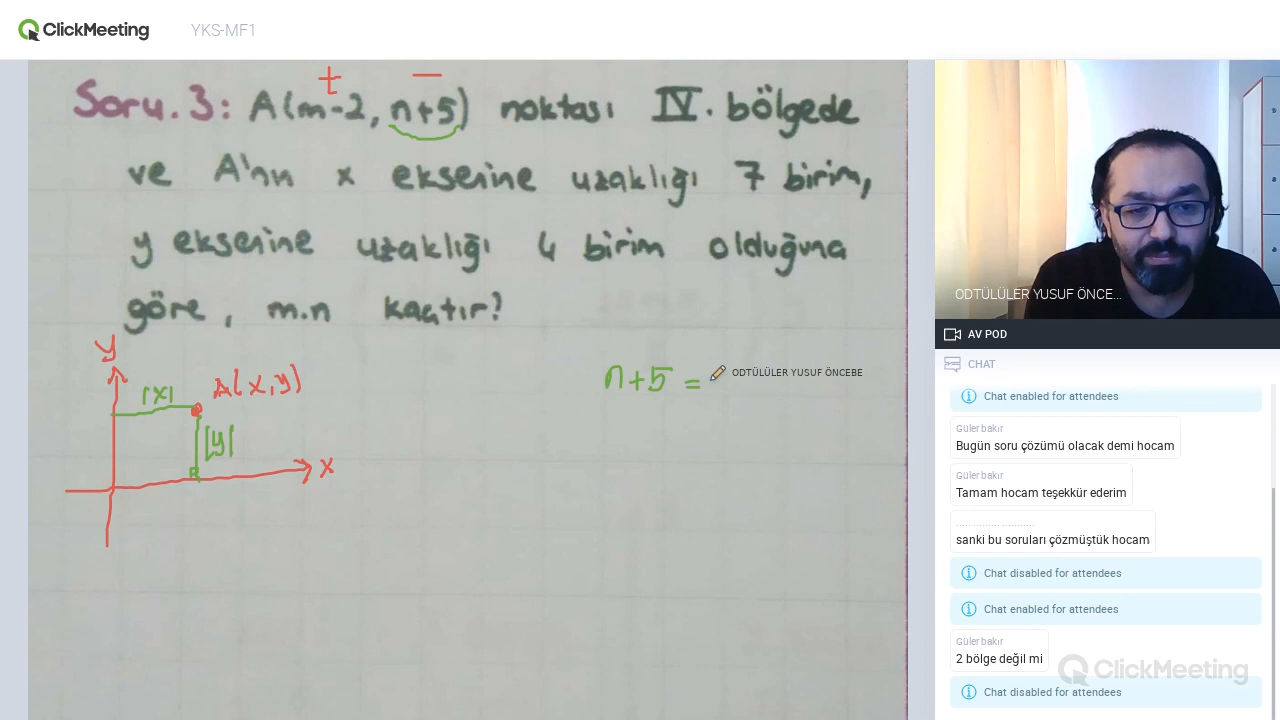 ClickMeeting
YKS-MF1
+ −
Soru.3: A(m-2, n+5) noktası IV. bölgede
ve A'nın x eksenine uzaklığı 7 birim,
y eksenine uzaklığı 4 birim olduğuna
göre, m.n kaçtır?
y
|x|
A(x,y)
|y|
x
n+5 =
ODTÜLÜLER YUSUF ÖNCEBE
ODTÜLÜLER YUSUF ÖNCE...
AV POD
CHAT
Chat enabled for attendees
Güler bakır
Bugün soru çözümü olacak demi hocam
Güler bakır
Tamam hocam teşekkür ederim
..... ......... ...........
sanki bu soruları çözmüştük hocam
Chat disabled for attendees
Chat enabled for attendees
Güler bakır
2 bölge değil mi
ClickMeeting
Chat disabled for attendees